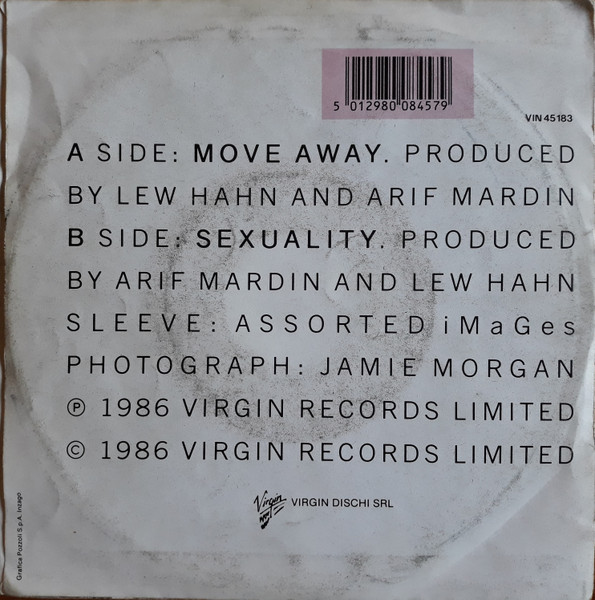 5 012980 084579
VIN 45183
A SIDE: MOVE AWAY. PRODUCED
BY LEW HAHN AND ARIF MARDIN
B SIDE: SEXUALITY. PRODUCED
BY ARIF MARDIN AND LEW HAHN
SLEEVE: ASSORTED iMaGes
PHOTOGRAPH: JAMIE MORGAN
℗ 1986 VIRGIN RECORDS LIMITED
© 1986 VIRGIN RECORDS LIMITED
Virgin VIRGIN DISCHI SRL
Grafica Pozzoli S.p.A. Inzago